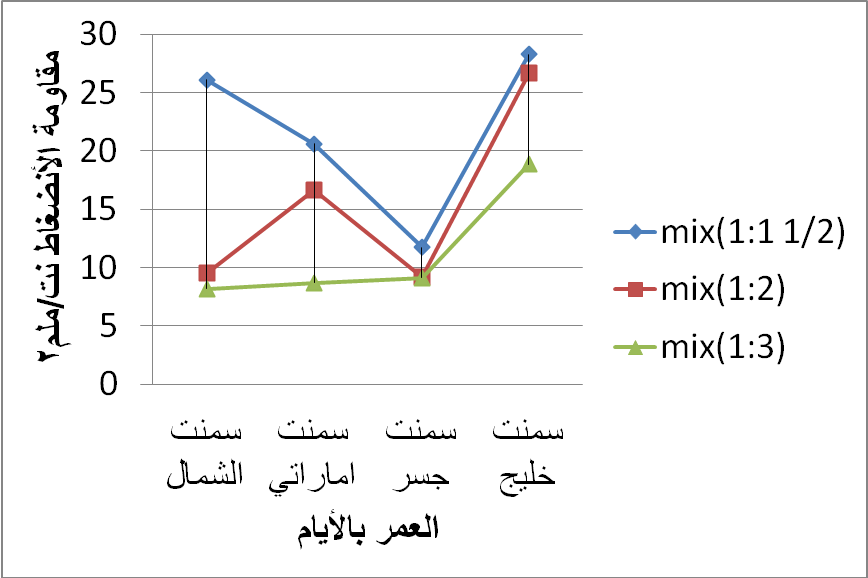 مقاومة الأنضغاط نت/ملم٢
30
25
20
15
10
5
0
سمنت الشمال
سمنت اماراتي
سمنت جسر
سمنت خليج
العمر بالأيام
mix(1:1 1/2)
mix(1:2)
mix(1:3)